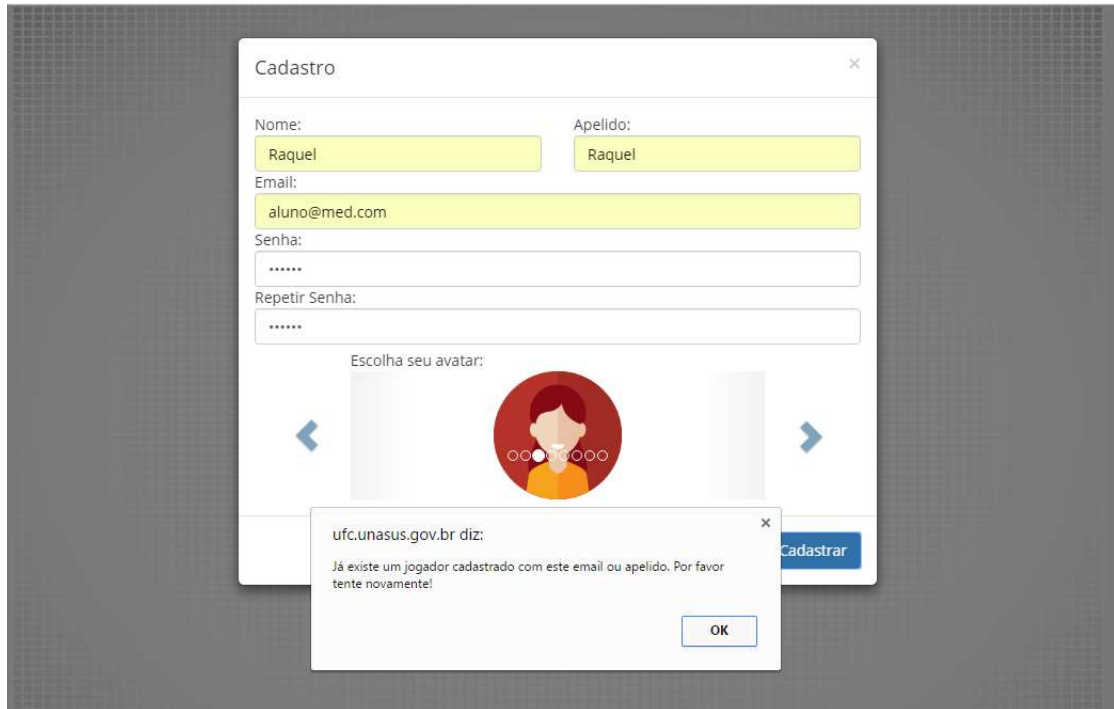 Cadastro
×
Nome:
Apelido:
Raquel
Raquel
Email:
aluno@med.com
Senha:
••••••
Repetir Senha:
••••••
Escolha seu avatar:
ufc.unasus.gov.br diz:
×
Já existe um jogador cadastrado com este email ou apelido. Por favor
tente novamente!
OK
Cadastrar